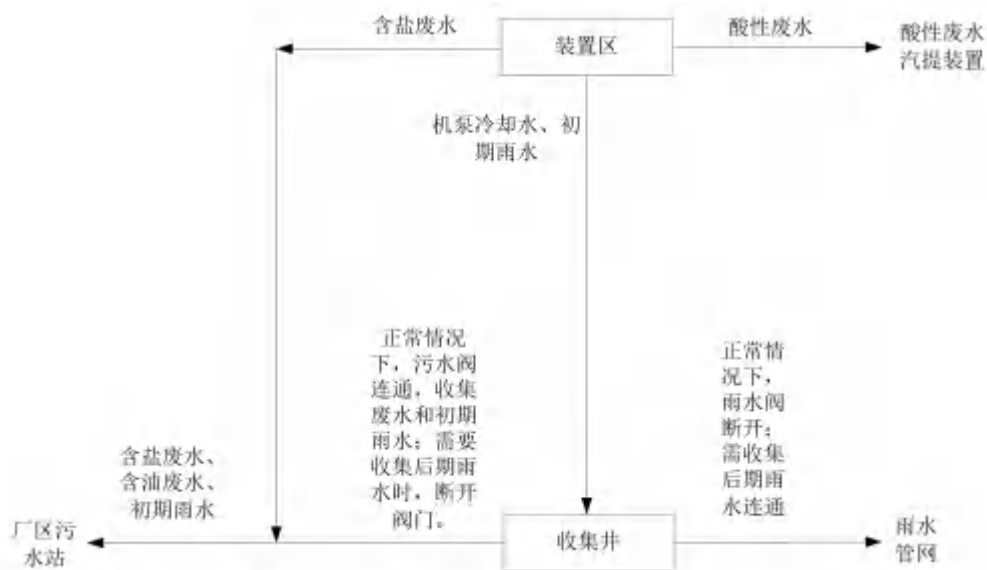 含盐废水
装置区
酸性废水
酸性废水
汽提装置
机泵冷却水、初
期雨水
正常情况
下，污水阀
连通，收集
废水和初期
雨水；需要
收集后期雨
水时，断开
阀门。
正常情
况下，
雨水阀
断开；
需收集
后期雨
水连通
含盐废水、
含油废水、
初期雨水
厂区污
水站
收集井
雨水
管网